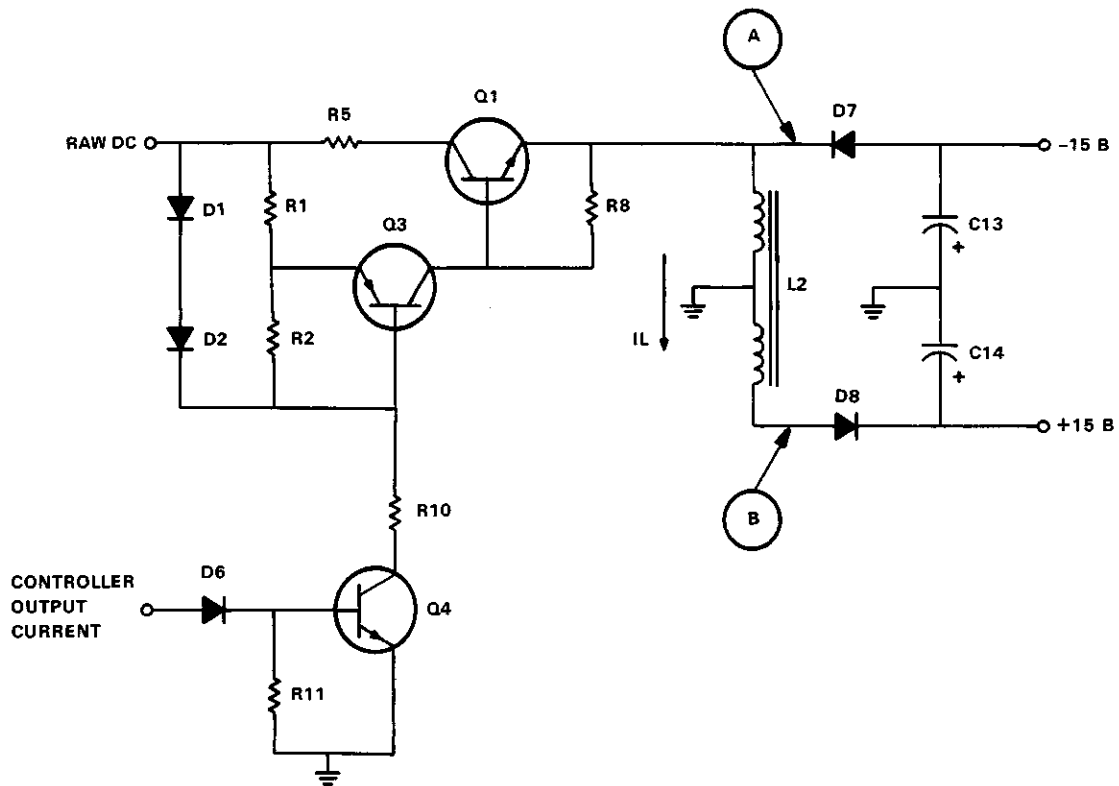 A
Q1
R5
D7
RAW DC
-15 B
D1
R1
Q3
R8
C13
D2
R2
L2
IL
C14
D8
+15 B
R10
B
D6
CONTROLLER
OUTPUT
CURRENT
Q4
R11
+
+